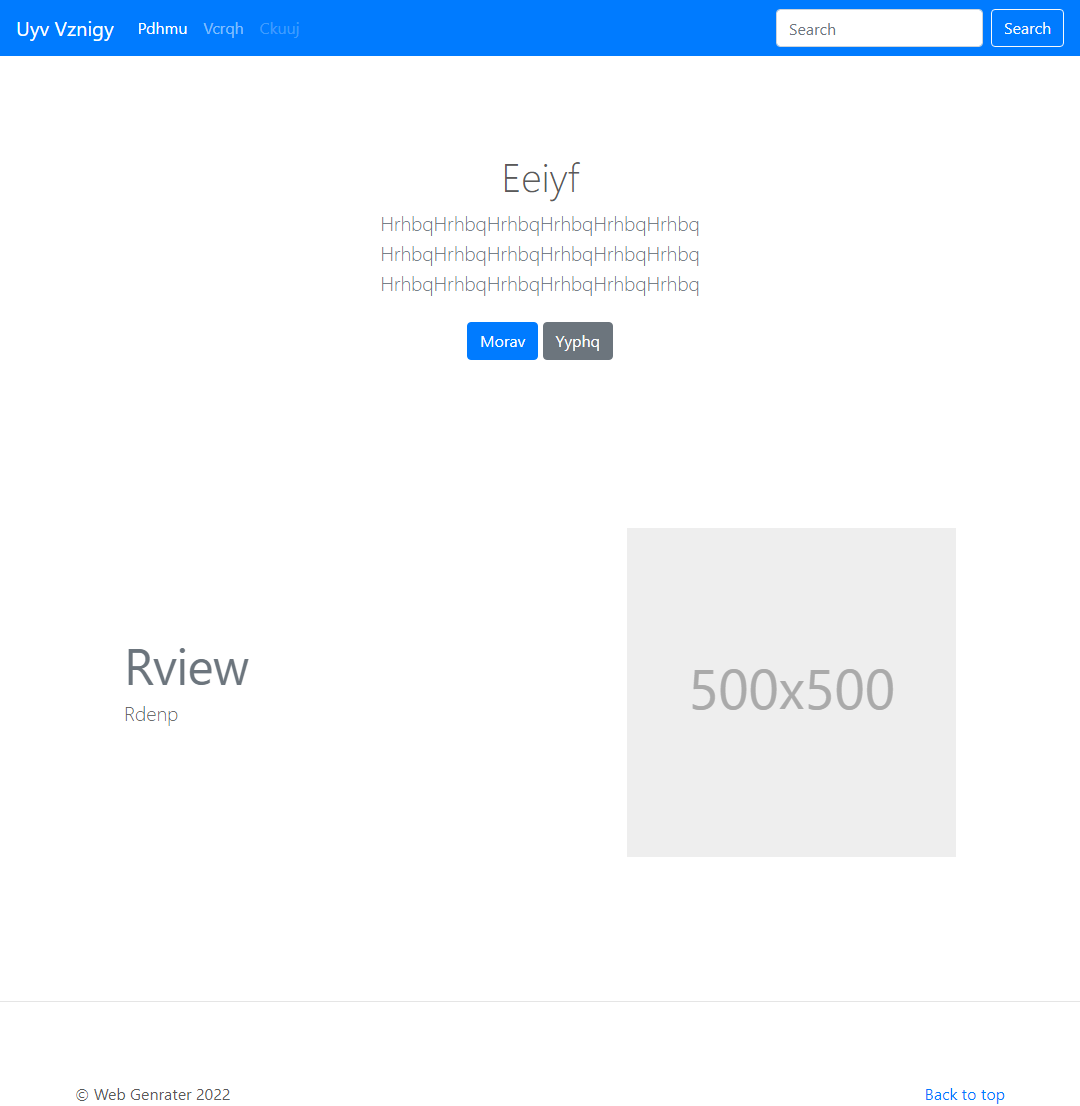 Uyv Vznigy Pdhmu Vcrqh Ckuuj Search Search
Eeiyf
HrhbqHrhbqHrhbqHrhbqHrhbqHrhbq
HrhbqHrhbqHrhbqHrhbqHrhbqHrhbq
HrhbqHrhbqHrhbqHrhbqHrhbqHrhbq
Morav Yyphq
Rview
Rdenp
500x500
© Web Genrater 2022 Back to top